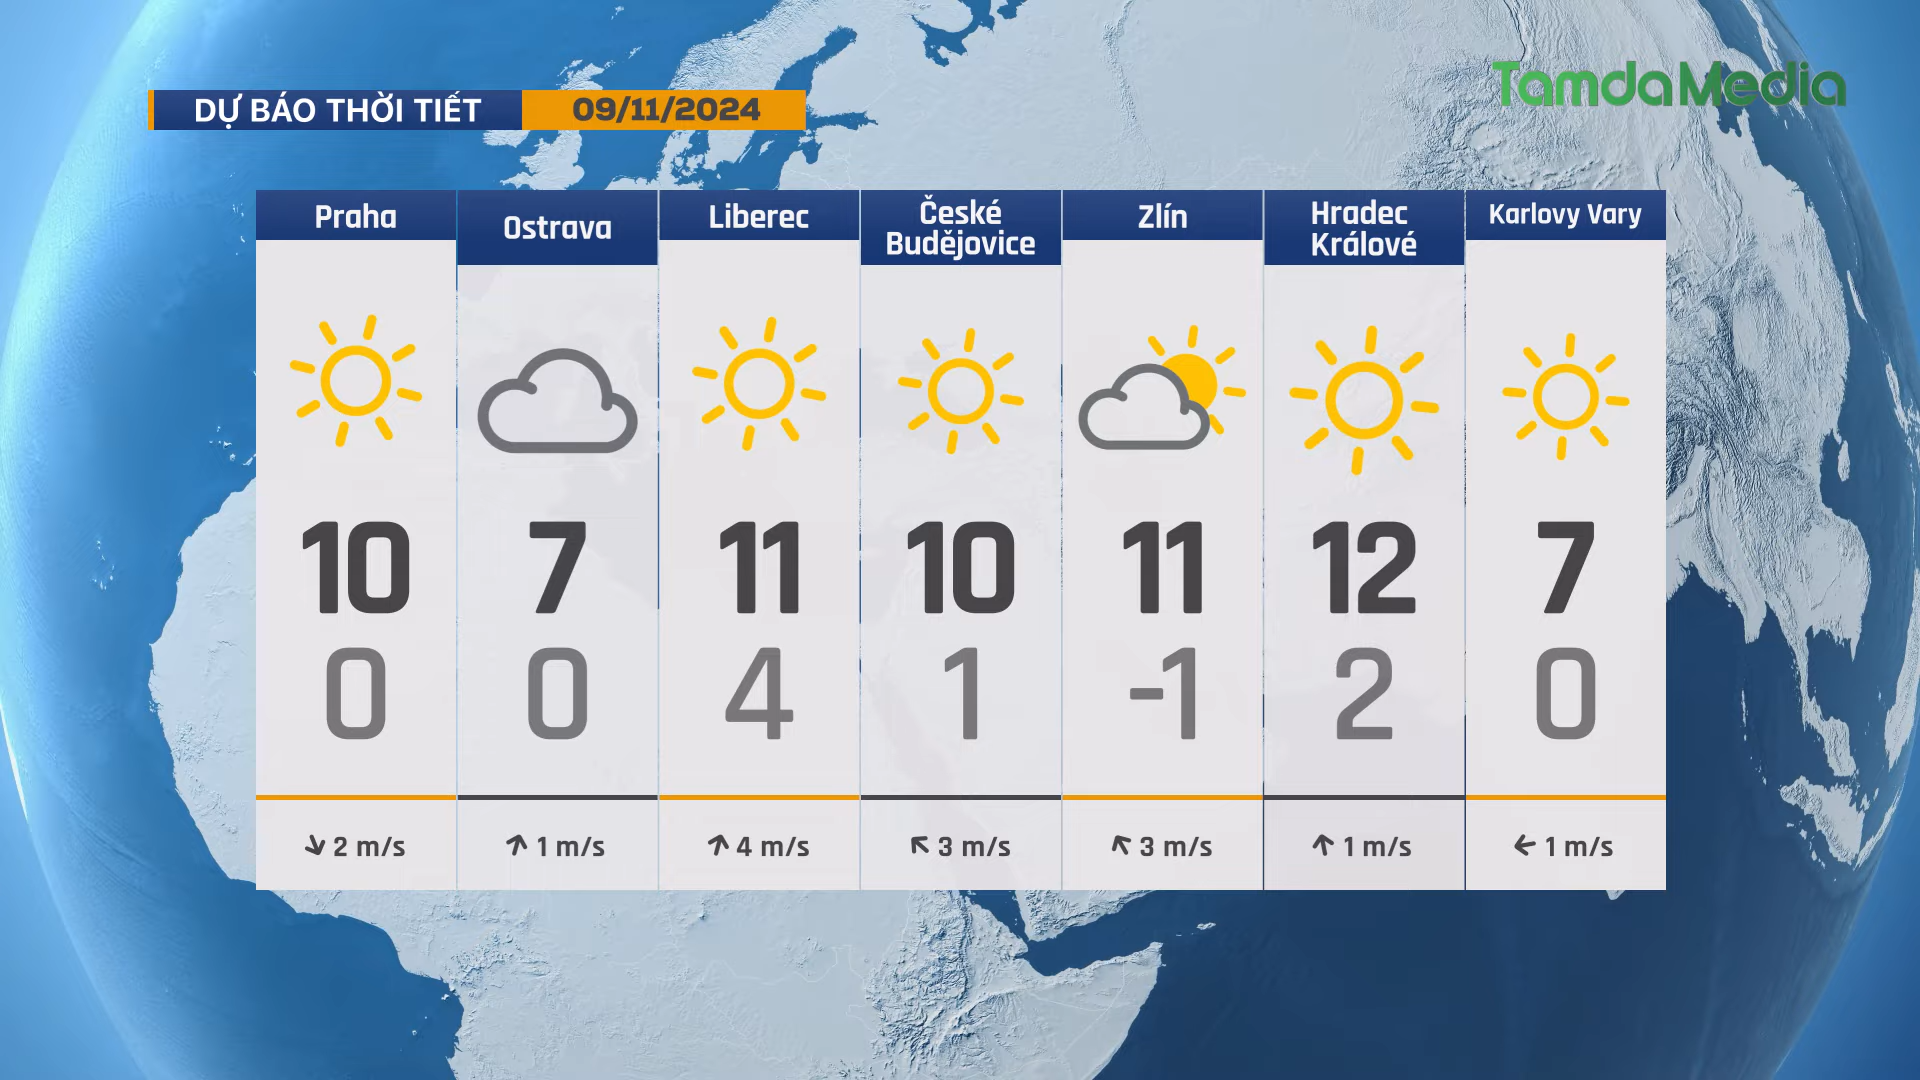 DỰ BÁO THỜI TIẾT 09/11/2024
TamdaMedia
Praha
Ostrava
Liberec
České
Budějovice
Zlín
Hradec
Králové
Karlovy Vary
10 7 11 10 11 12 7
0 0 4 1 -1 2 0
2 m/s 1 m/s 4 m/s 3 m/s 3 m/s 1 m/s 1 m/s